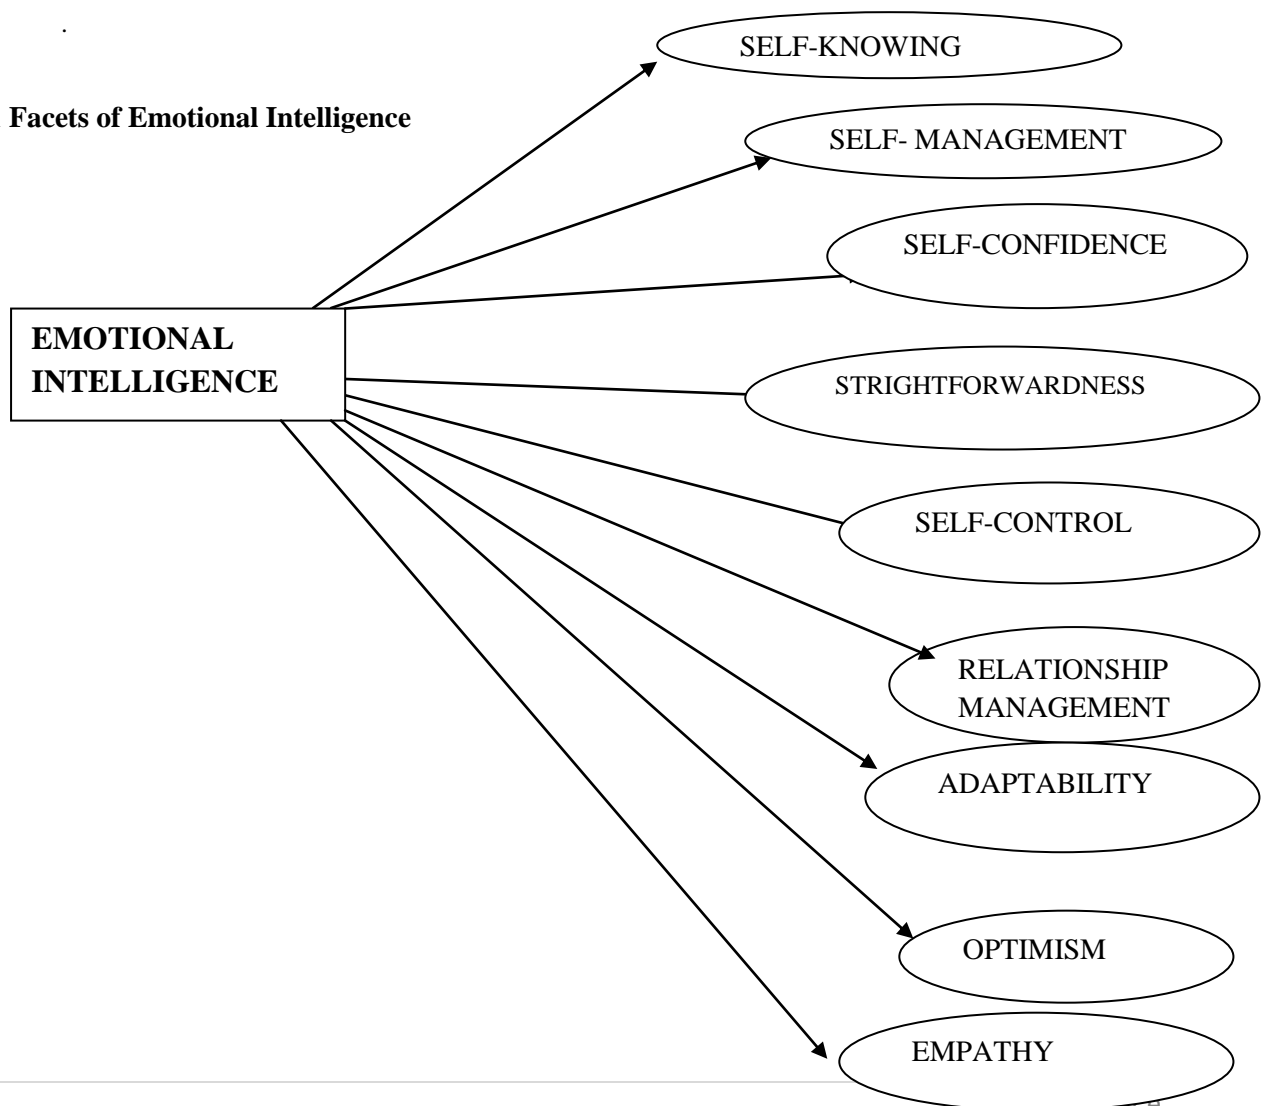 .
SELF-KNOWING
Facets of Emotional Intelligence
SELF- MANAGEMENT
SELF-CONFIDENCE
EMOTIONAL
INTELLIGENCE
STRIGHTFORWARDNESS
SELF-CONTROL
RELATIONSHIP
MANAGEMENT
ADAPTABILITY
OPTIMISM
EMPATHY